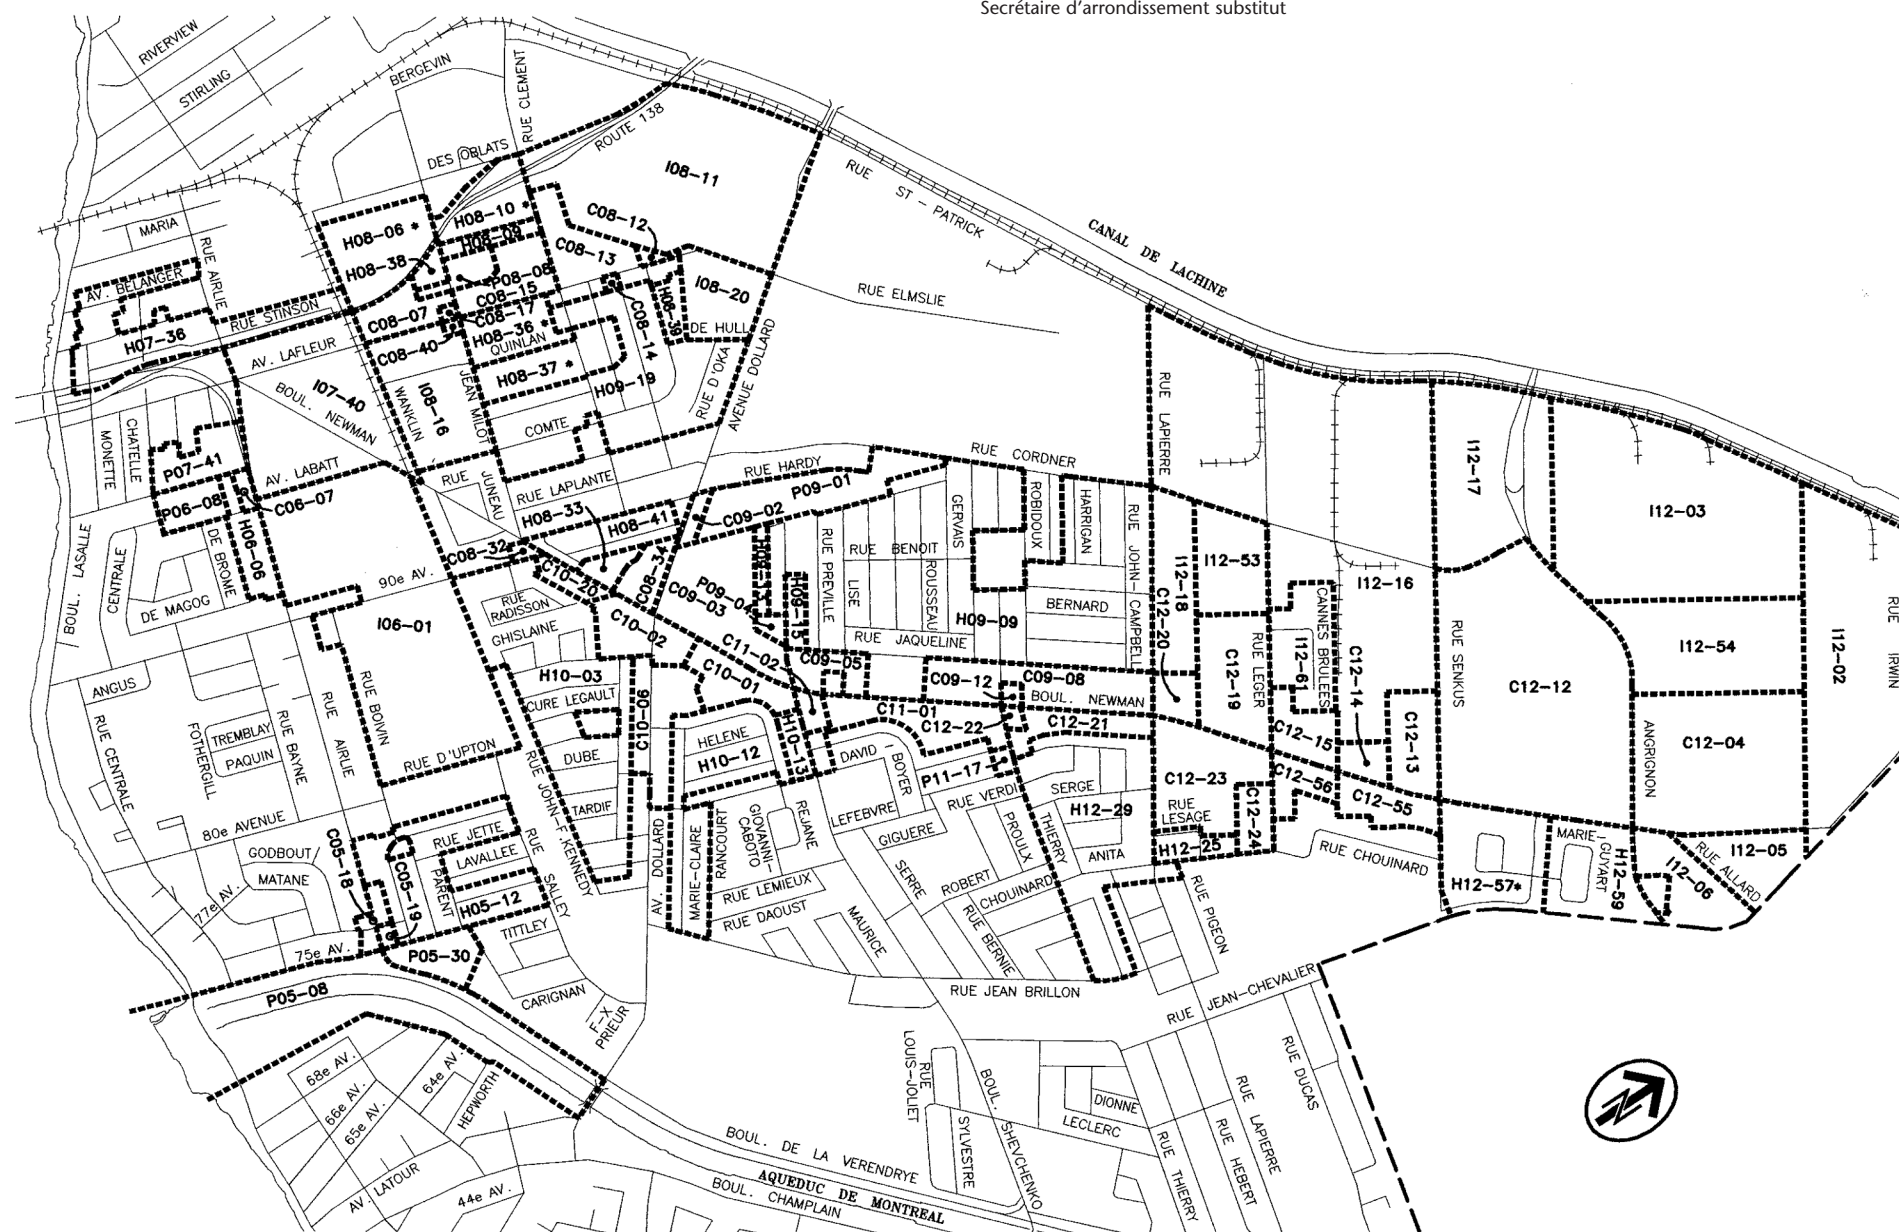 Secrétaire d'arrondissement substitut
RIVERVIEW
STIRLING
BERGEVIN
RUE CLEMENT
DES OBLATS
ROUTE 138
I08-11
RUE ST-PATRICK
CANAL DE LACHINE
MARIA
RUE AIRLIE
H08-06 *
H08-10 *
H08-09
C08-12
C08-13
H08-38
P08-08
C08-15
I08-20
RUE ELMSLIE
AV. BELANGER
RUE STINSON
C08-07
C08-17
H08-36 *
H08-39
C08-14
DE HULL
H07-36
AV. LAFLEUR
C08-40
QUINLAN
H08-37 *
H09-19
RUE D'OKA
AVENUE DOLLARD
I07-40
BOUL. NEWMAN
WANKLIN
I08-16
JEAN MILOT
COMTE
RUE LAPIERRE
MONETTE
CHATELLE
P07-41
AV. LABATT
RUE JUNEAU
RUE LAPLANTE
RUE HARDY
RUE CORDNER
I12-17
P06-08
C06-07
H08-33
H08-41
P09-01
C09-02
I12-03
BOUL. LASALLE
CENTRALE
DE BROME
H06-06
C08-32
C10-20
C08-34
P09-04
C09-03
H09-15
RUE PREVILLE
RUE BENOIT
LISE
ROUSSEAU
GERVAIS
ROBIDOUX
HARRIGAN
RUE JOHN-CAMPBELL
I12-18
I12-53
I12-16
DE MAGOG
90e AV.
RUE RADISSON
GHISLAINE
I06-01
C10-02
C11-02
RUE JAQUELINE
H09-09
BERNARD
C12-20
RUE LEGER
CANNES BRULEES
I12-61
RUE SENKUS
I12-54
I12-02
RUE IRWIN
ANGUS
H10-03
C10-01
C09-05
C09-12
C09-08
C12-19
C12-14
C12-12
CURE LEGAULT
C10-06
C11-01
BOUL. NEWMAN
C12-22
C12-21
C12-15
C12-13
ANGRIGNON
C12-04
RUE CENTRALE
FOTHERGILL
TREMBLAY
PAQUIN
RUE BAYNE
RUE AIRLIE
RUE BOIVIN
RUE D'UPTON
RUE JOHN-F.KENNEDY
DUBE
HELENE
H10-12
H10-13
DAVID-BOYER
P11-17
SERGE
C12-23
C12-56
C12-55
80e AVENUE
TARDIF
LEFEBVRE
RUE VERDI
H12-29
RUE LESAGE
C12-24
GODBOUT
MATANE
C05-18
RUE JETTE
LAVALLEE
RUE SALLEY
AV. DOLLARD
MARIE-CLAIRE
RANCOURT
GIOVANNI-CABOTO
REJANE
GIGUERE
PROULX
THIERRY
ANITA
H12-25
RUE CHOUINARD
MARIE-GUYART
RUE ALLARD
I12-05
77e AV.
C05-19
PARENT
H05-12
RUE LEMIEUX
SERRE
ROBERT
CHOUINARD
H12-57*
H12-59
I12-06
75e AV.
TITTLEY
RUE DAOUST
MAURICE
RUE BERNIE
RUE PIGEON
P05-30
P05-08
CARIGNAN
F-X PRIEUR
RUE JEAN BRILLON
RUE JEAN-CHEVALIER
68e AV.
66e AV.
65e AV.
64e AV.
HEPWORTH
RUE LOUIS-JOLIET
BOUL. SHEVCHENKO
SYLVESTRE
DIONNE
LECLERC
RUE THIERRY
RUE HEBERT
RUE LAPIERRE
RUE DUCAS
AV. LATOUR
44e AV.
BOUL. DE LA VERENDRYE
AQUEDUC DE MONTREAL
BOUL. CHAMPLAIN